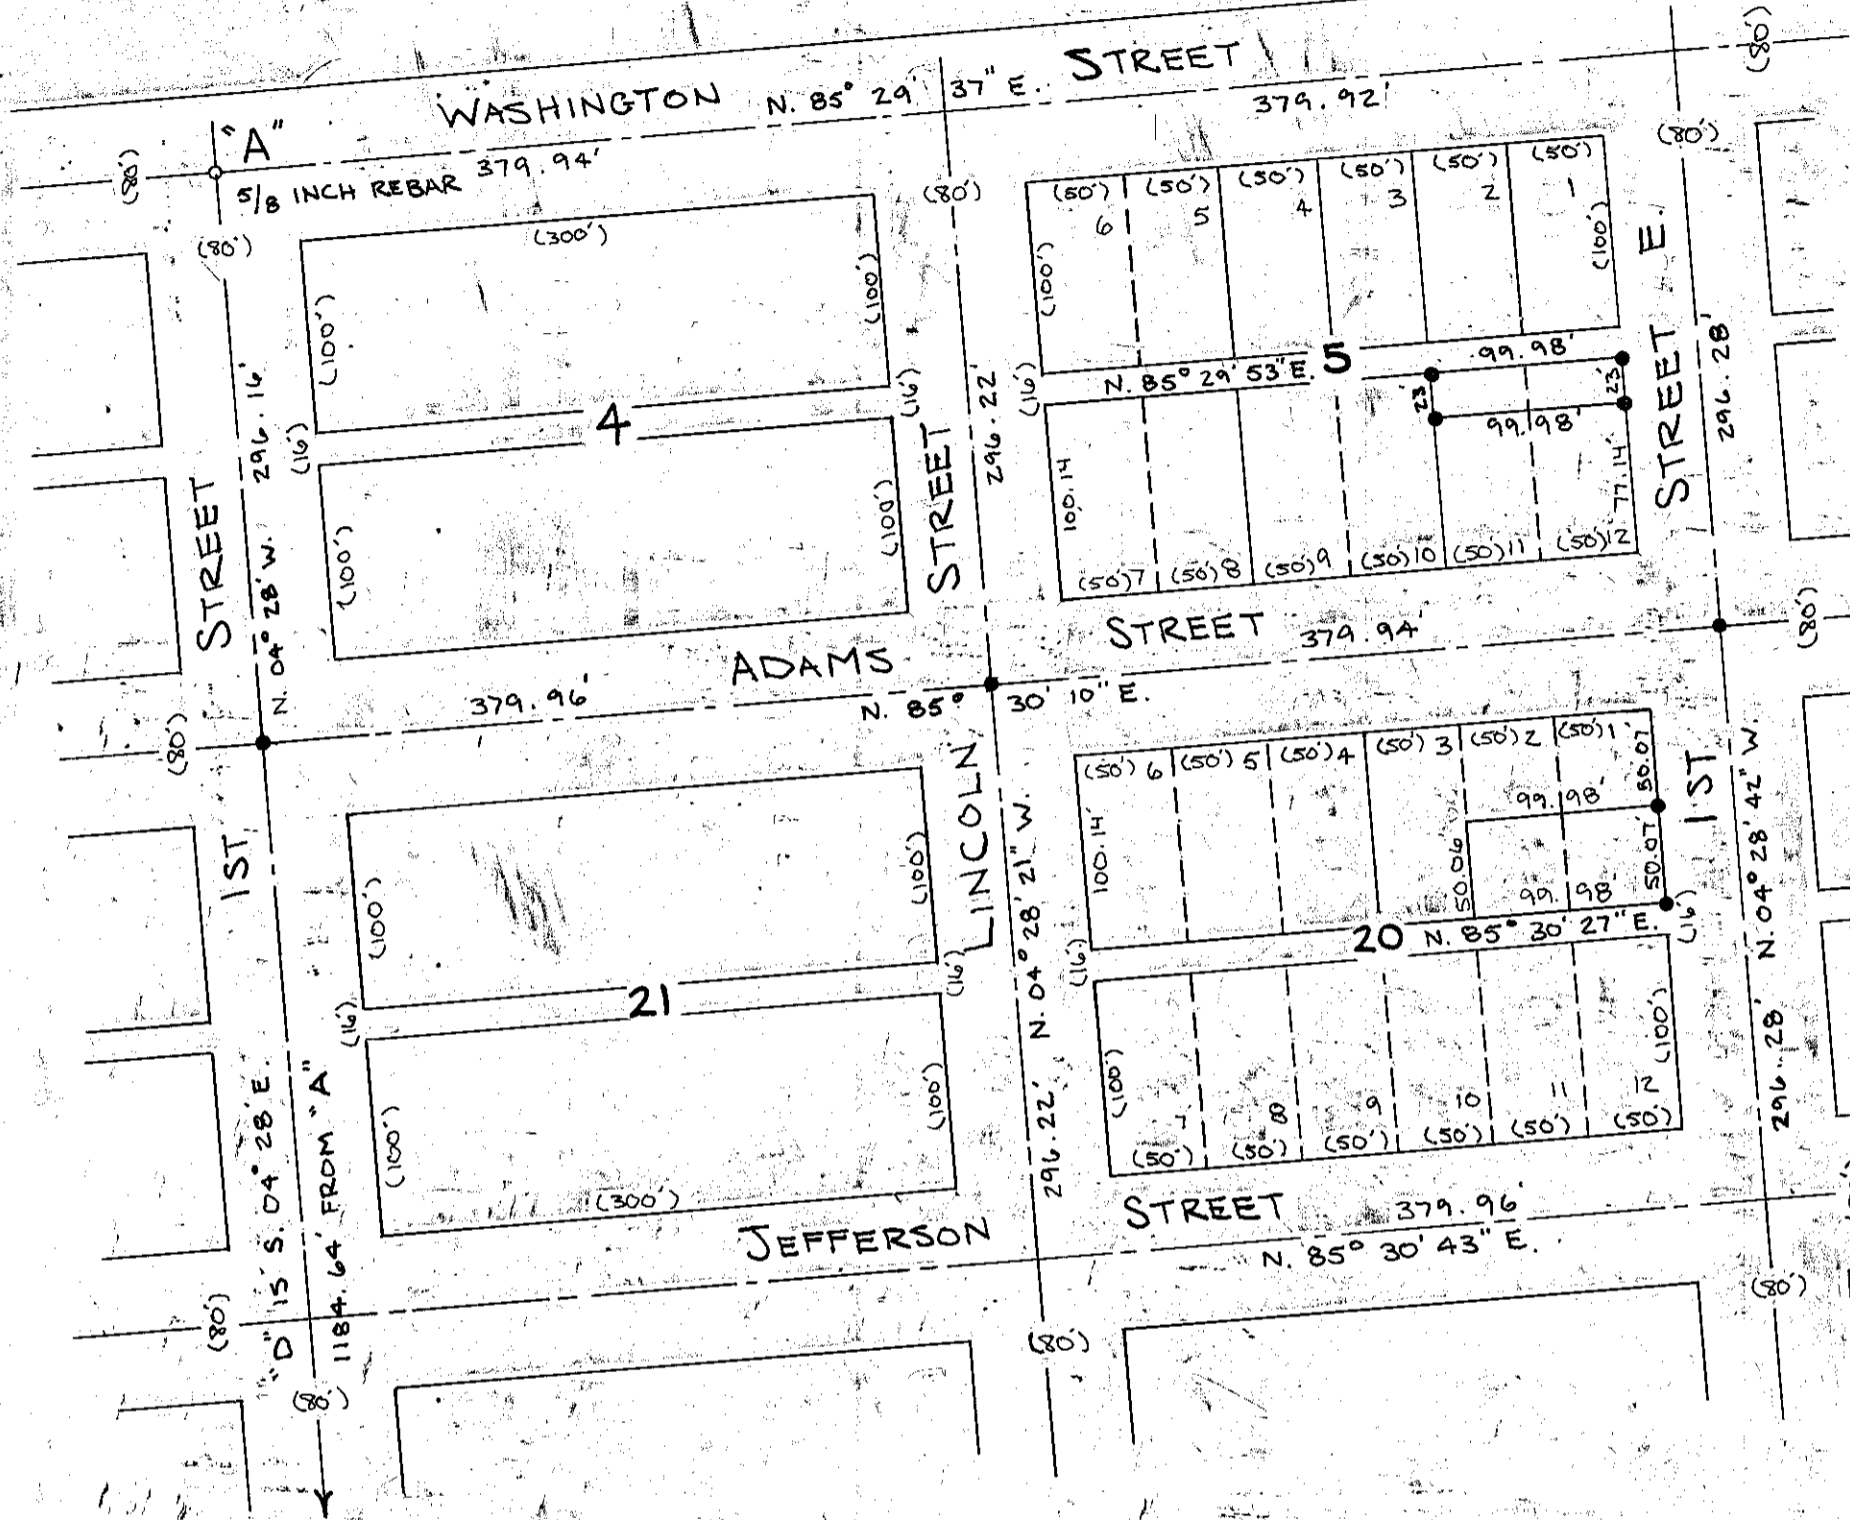 WASHINGTON N. 85° 29' 37" E. STREET
(80')
"A"
379.94'
379.92'
5/8 INCH REBAR
(80')
(80')
(80')
(80')
(300')
(50') (50') (50') (50') (50') (50')
6 5 4 3 2 1
(100')
(100')
(100')
(100')
296.16'
(16')
4
(16')
296.22'
(16')
N. 85° 29' 53" E.
5
99.98'
23'
23'
99.98'
77.14'
296.28'
STREET E.
STREET
STREET
N. 04° 28' W.
(100')
(100')
100.14
(50')7 (50')8 (50')9 (50')10 (50')11 (50')12
ADAMS
STREET
379.94'
(80')
379.96'
N. 85° 30' 10" E.
(80')
(50') 6 (50') 5 (50') 4 (50') 3 (50') 2 (50') 1
50.07'
99.98'
1ST
1ST
LINCOLN
(100')
(100')
100.14'
50.06'
50.07'
99.98'
N. 04° 28' 21" W.
N. 04° 28' 42" W.
(16')
21
(16')
(16')
20
N. 85° 30' 27" E.
(16')
"D" IS S. 04° 28' E.
1184.64' FROM "A"
(100')
(100')
296.22'
(100')
(100')
296.28'
7 8 9 10 11 12
(50') (50') (50') (50') (50') (50')
(300')
JEFFERSON
STREET
379.96'
N. 85° 30' 43" E.
(80')
(80')
(80')
(80')